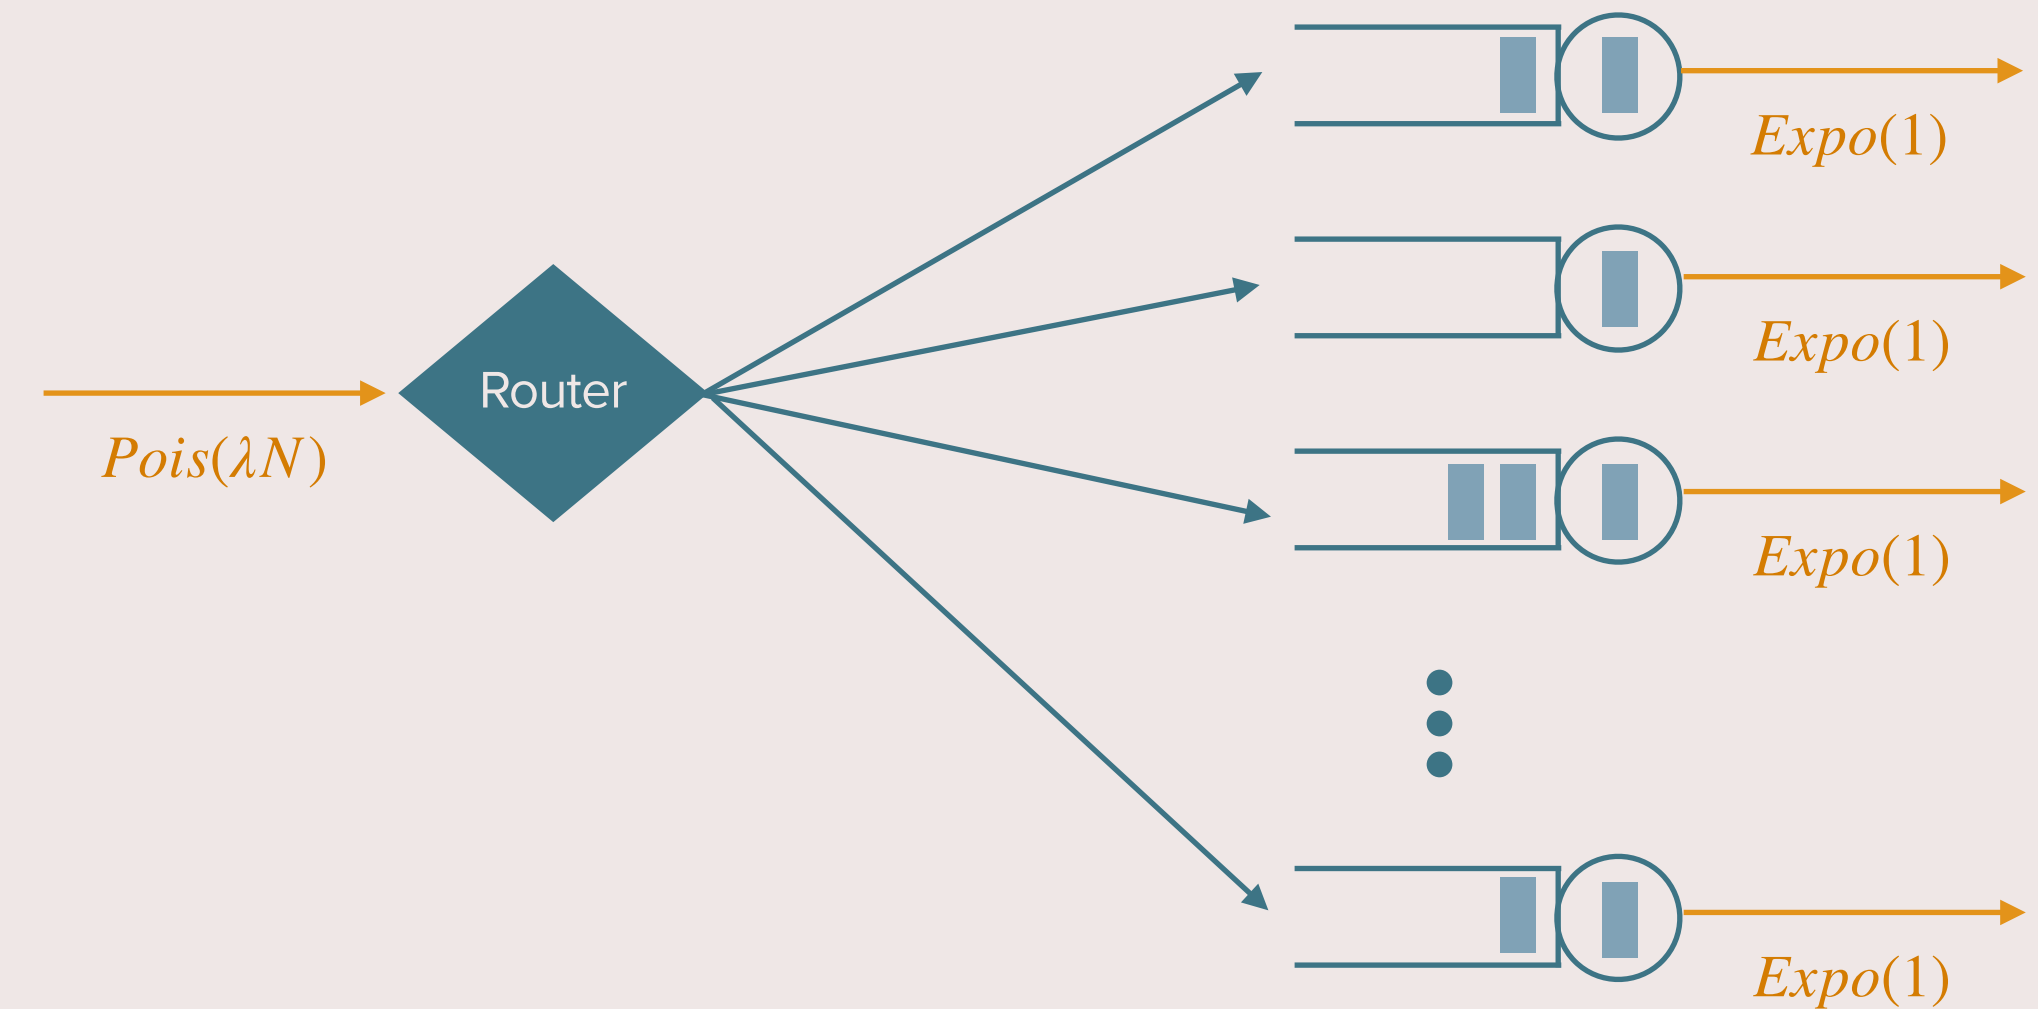 Expo(1)
Expo(1)
Router
Pois(λN)
Expo(1)
Expo(1)